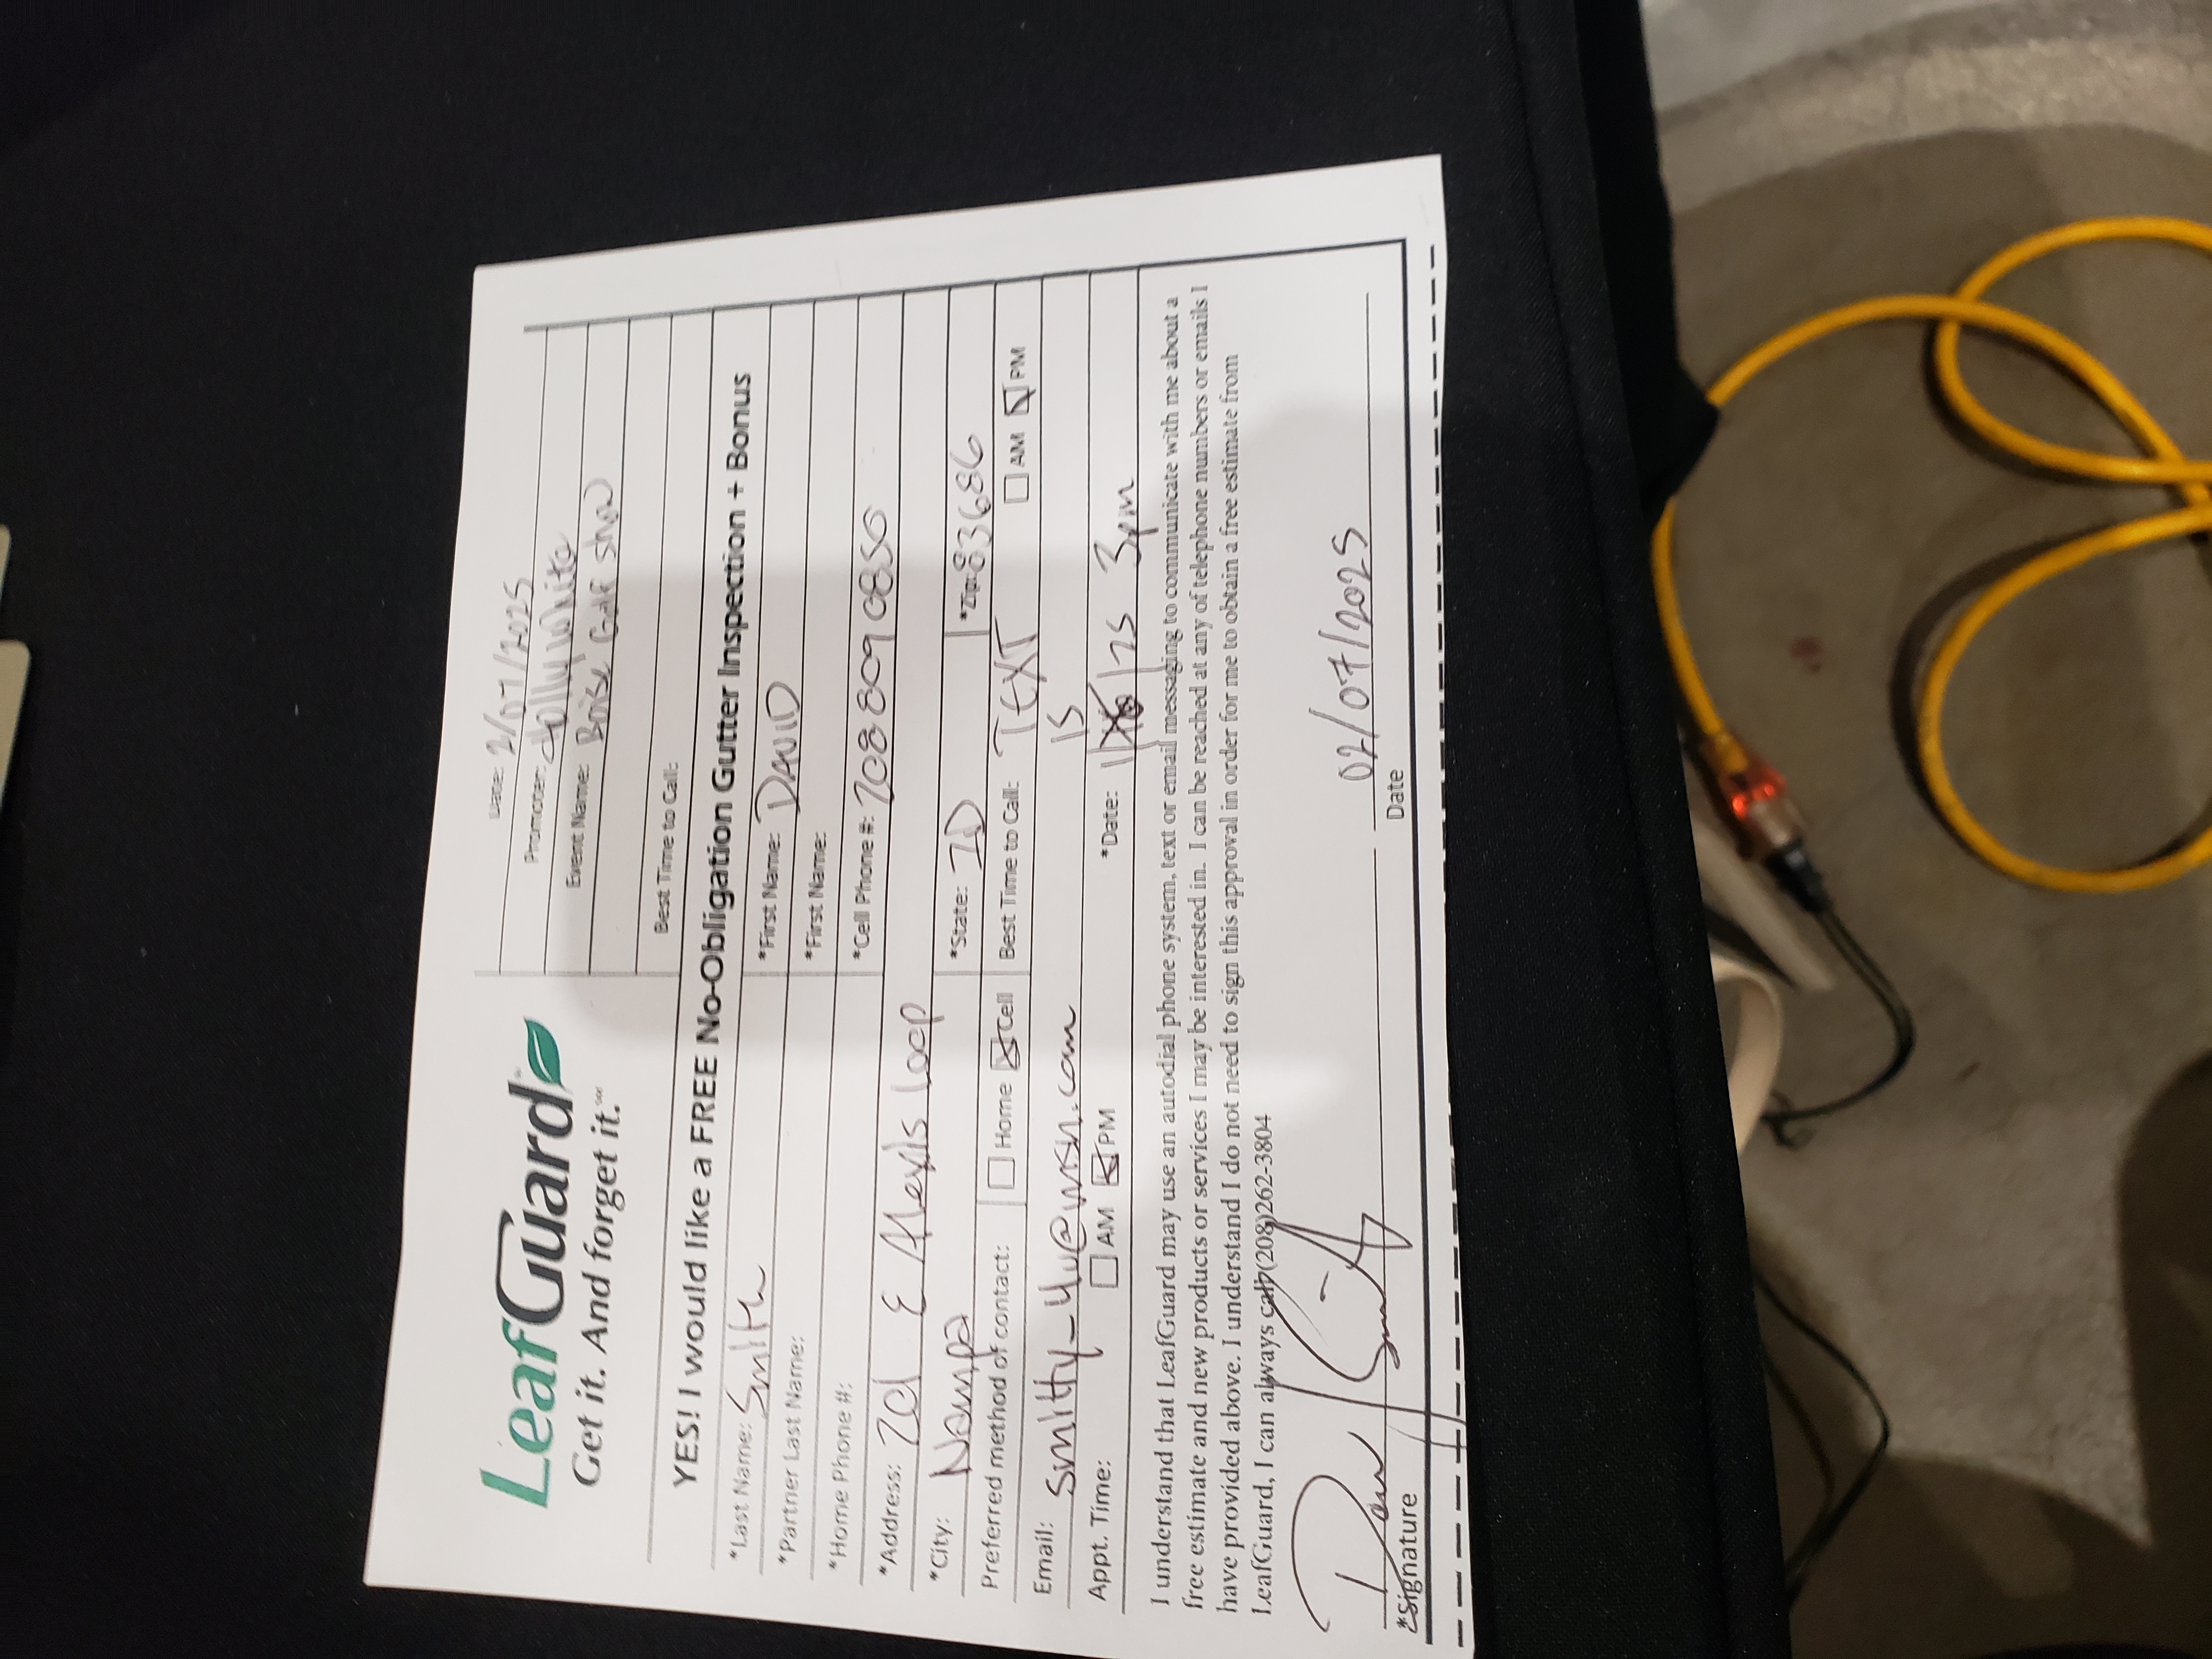 LeafGuard
Get it. And forget it.
Date: 2/07/2025
Promoter: Holly White
Event Name: Boise Golf Show
Best Time to Call:
YES! I would like a FREE No-Obligation Gutter Inspection + Bonus
*Last Name: Smith *First Name: DAVID
*Partner Last Name: *First Name:
*Home Phone #: *Cell Phone #: 208 809 0850
*Address: E Alexis Loop
*City: Nampa *State: ID *Zip: 83686
Preferred method of contact: Home Cell Best Time to Call: TEXT AM PM
Email:
Appt. Time: AM PM *Date: 1/15/25 3pm
I understand that LeafGuard may use an autodial phone system, text or email messaging to communicate with me about a
free estimate and new products or services I may be interested in. I can be reached at any of telephone numbers or emails I
have provided above. I understand I do not need to sign this approval in order for me to obtain a free estimate from
LeafGuard, I can always call (208)262-3804
02/07/2025
*Signature Date